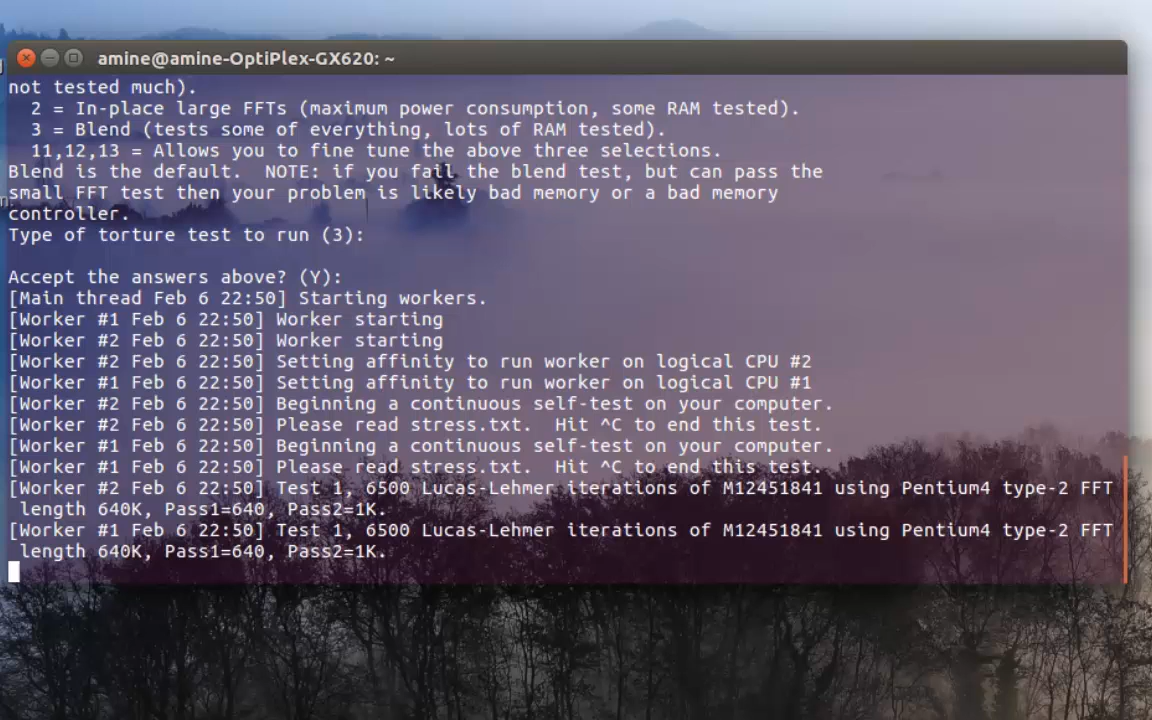 amine@amine-OptiPlex-GX620: ~
not tested much).
  2 = In-place large FFTs (maximum power consumption, some RAM tested).
  3 = Blend (tests some of everything, lots of RAM tested).
  11,12,13 = Allows you to fine tune the above three selections.
Blend is the default.  NOTE: if you fail the blend test, but can pass the
small FFT test then your problem is likely bad memory or a bad memory
controller.
Type of torture test to run (3):
Accept the answers above? (Y):
[Main thread Feb 6 22:50] Starting workers.
[Worker #1 Feb 6 22:50] Worker starting
[Worker #2 Feb 6 22:50] Worker starting
[Worker #2 Feb 6 22:50] Setting affinity to run worker on logical CPU #2
[Worker #1 Feb 6 22:50] Setting affinity to run worker on logical CPU #1
[Worker #2 Feb 6 22:50] Beginning a continuous self-test on your computer.
[Worker #2 Feb 6 22:50] Please read stress.txt.  Hit ^C to end this test.
[Worker #1 Feb 6 22:50] Beginning a continuous self-test on your computer.
[Worker #1 Feb 6 22:50] Please read stress.txt.  Hit ^C to end this test.
[Worker #2 Feb 6 22:50] Test 1, 6500 Lucas-Lehmer iterations of M12451841 using Pentium4 type-2 FFT
 length 640K, Pass1=640, Pass2=1K.
[Worker #1 Feb 6 22:50] Test 1, 6500 Lucas-Lehmer iterations of M12451841 using Pentium4 type-2 FFT
 length 640K, Pass1=640, Pass2=1K.